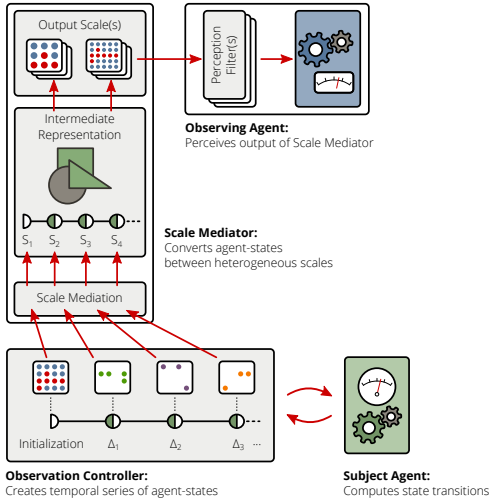 Output Scale(s)
Perception
Filter(s)
Intermediate
Representation
Observing Agent:
Perceives output of Scale Mediator
S1 S2 S3 S4
Scale Mediator:
Converts agent-states
between heterogeneous scales
Scale Mediation
Initialization Δ1 Δ2 Δ3 ...
Observation Controller:
Creates temporal series of agent-states
Subject Agent:
Computes state transitions